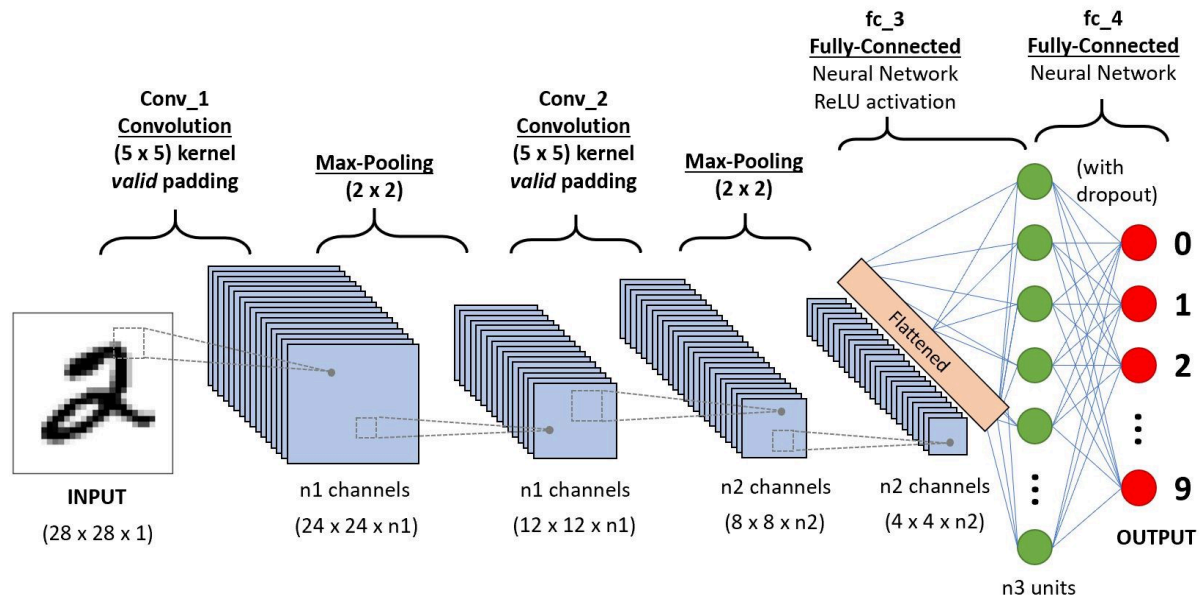 Conv_1
Convolution
(5 x 5) kernel
valid padding
Max-Pooling
(2 x 2)
Conv_2
Convolution
(5 x 5) kernel
valid padding
Max-Pooling
(2 x 2)
fc_3
Fully-Connected
Neural Network
ReLU activation
fc_4
Fully-Connected
Neural Network
(with
dropout)
Flattened
0
1
2
9
OUTPUT
INPUT
(28 x 28 x 1)
n1 channels
(24 x 24 x n1)
n1 channels
(12 x 12 x n1)
n2 channels
(8 x 8 x n2)
n2 channels
(4 x 4 x n2)
n3 units
2